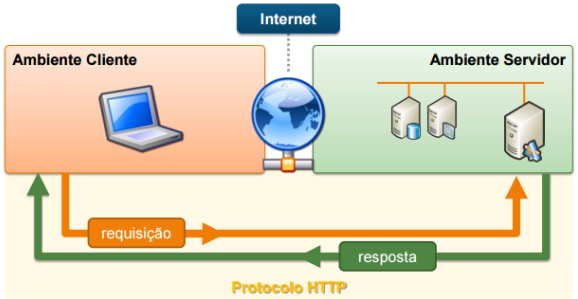 Internet
Ambiente Cliente
Ambiente Servidor
requisição
resposta
Protocolo HTTP